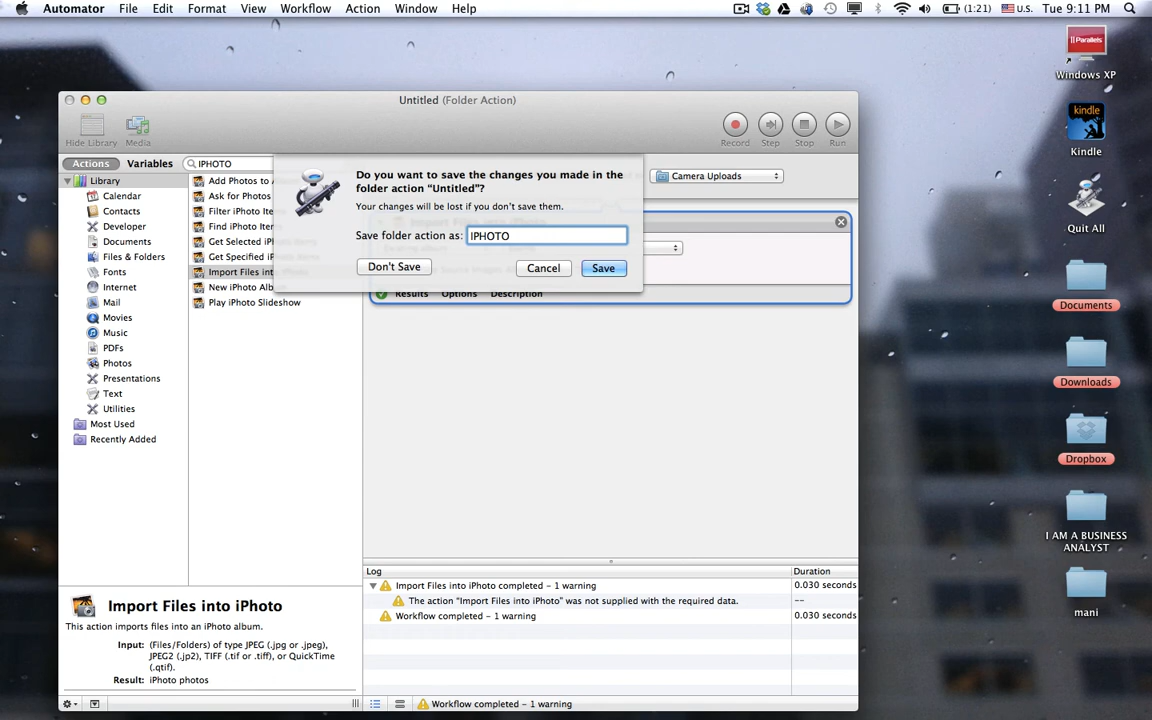 Automator File Edit Format View Workflow Action Window Help (1:21) U.S. Tue 9:11 PM
Parallels
Windows XP
kindle
Kindle
Quit All
Documents
Downloads
Dropbox
I AM A BUSINESS
ANALYST
mani
Untitled (Folder Action)
Hide Library Media Record Step Stop Run
Actions Variables IPHOTO
Camera Uploads
Library
Calendar
Contacts
Developer
Documents
Files & Folders
Fonts
Internet
Mail
Movies
Music
PDFs
Photos
Presentations
Text
Utilities
Most Used
Recently Added
Add Photos to
Ask for Photos
Filter iPhoto Ite
Find iPhoto Item
Get Selected iPh
Get Specified iP
Import Files int
New iPhoto Alb
Play iPhoto Slideshow
Do you want to save the changes you made in the
folder action “Untitled”?
Your changes will be lost if you don’t save them.
Save folder action as: IPHOTO
Don’t Save Cancel Save
Results Options Description
Log Duration
Import Files into iPhoto completed – 1 warning 0.030 seconds
The action “Import Files into iPhoto” was not supplied with the required data. --
Workflow completed – 1 warning 0.030 seconds
Import Files into iPhoto
This action imports files into an iPhoto album.
Input: (Files/Folders) of type JPEG (.jpg or .jpeg),
JPEG2 (.jp2), TIFF (.tif or .tiff), or QuickTime
(.qtif).
Result: iPhoto photos
Workflow completed – 1 warning